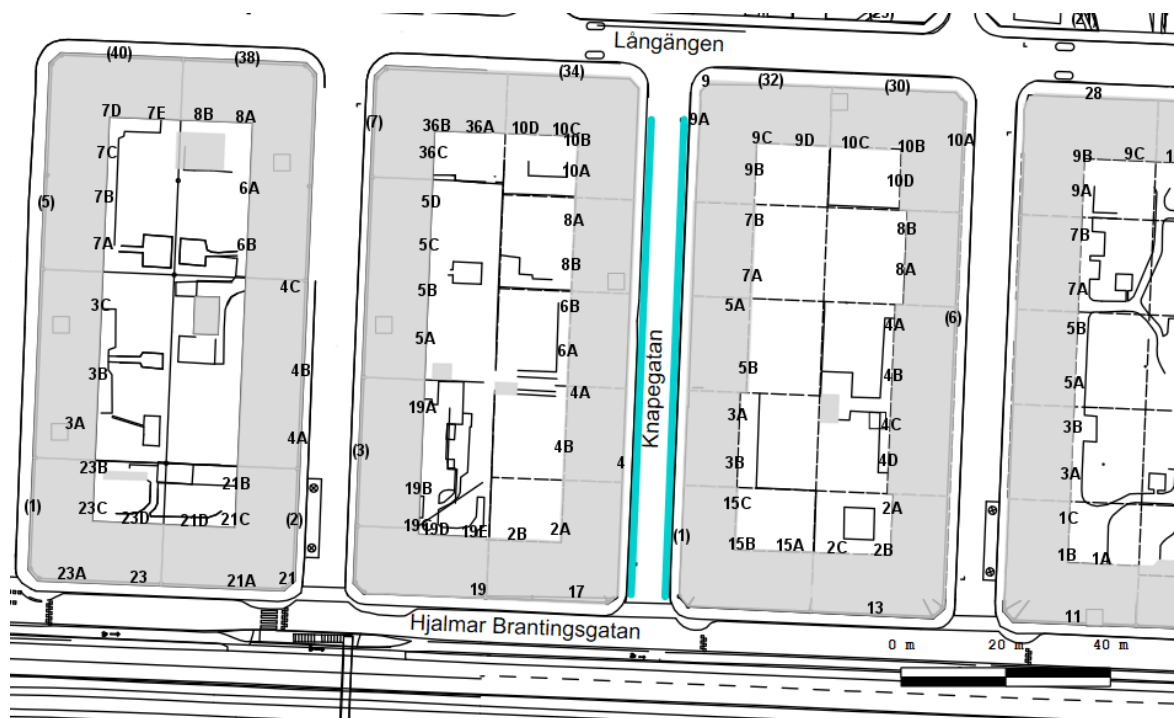 (25)
(21)
Långängen
(40)
(38)
(34)
9
(32)
(30)
28
7D
7E
8B
8A
(7)
36B
36A
10D
10C
10B
9A
9C
9D
10C
10B
10A
9B
9C
7C
36C
10A
9B
10D
9A
7B
6A
(5)
5D
8A
7B
8B
7B
7A
6B
5C
8B
7A
8A
7A
4C
5B
3C
6B
5A
4A
(6)
5B
5A
6A
3B
4B
5B
4B
5A
19A
4A
3A
3A
4C
3B
4A
Knapegatan
(3)
4B
4
3B
4D
3A
23B
21B
19B
15C
2A
1C
(1)
23C
23D
21D
21C
(2)
19C
19D
19E
2B
2A
(1)
15B
15A
2C
2B
1B
1A
23A
23
21A
21
19
17
13
11
Hjalmar Brantingsgatan
0 m
20 m
40 m